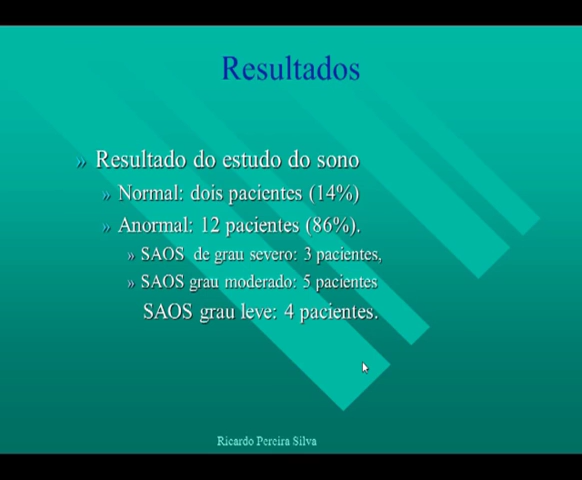 Resultados
» Resultado do estudo do sono
» Normal: dois pacientes (14%)
» Anormal: 12 pacientes (86%).
» SAOS de grau severo: 3 pacientes,
» SAOS grau moderado: 5 pacientes
SAOS grau leve: 4 pacientes.
Ricardo Pereira Silva